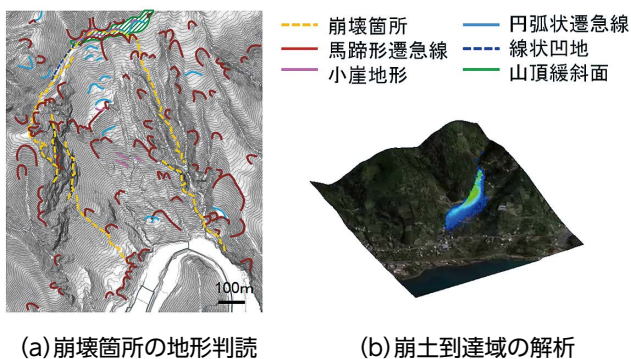 崩壊箇所
馬蹄形遷急線
小崖地形
円弧状遷急線
線状凹地
山頂緩斜面
100m
(a)崩壊箇所の地形判読
(b)崩土到達域の解析